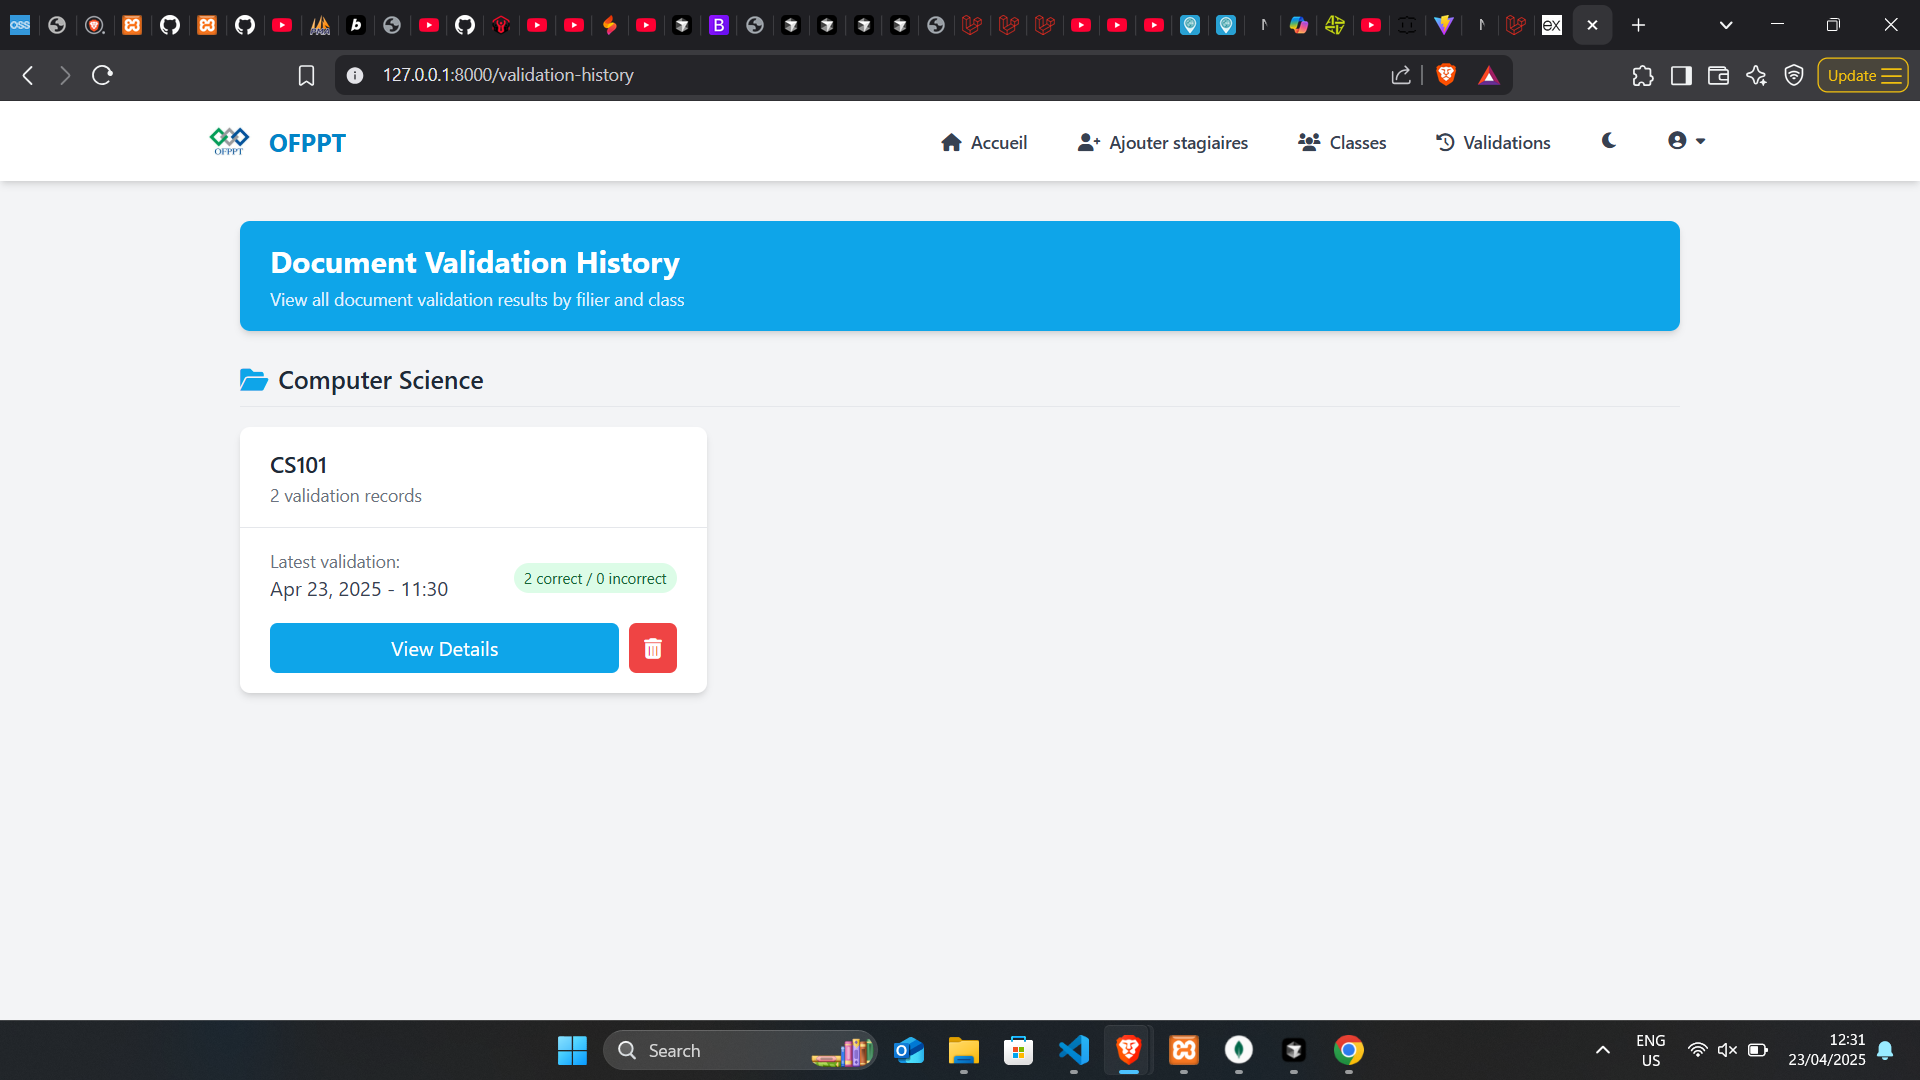 127.0.0.1:8000/validation-history
Update
OFPPT
OFPPT
Accueil
Ajouter stagiaires
Classes
Validations
Document Validation History
View all document validation results by filier and class
Computer Science
CS101
2 validation records
Latest validation:
Apr 23, 2025 - 11:30
2 correct / 0 incorrect
View Details
Search
ENG
US
12:31
23/04/2025